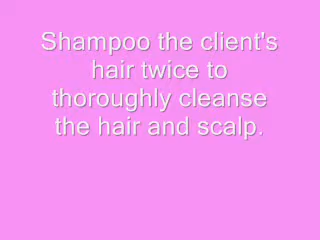 Shampoo the client's
hair twice to
thoroughly cleanse
the hair and scalp.